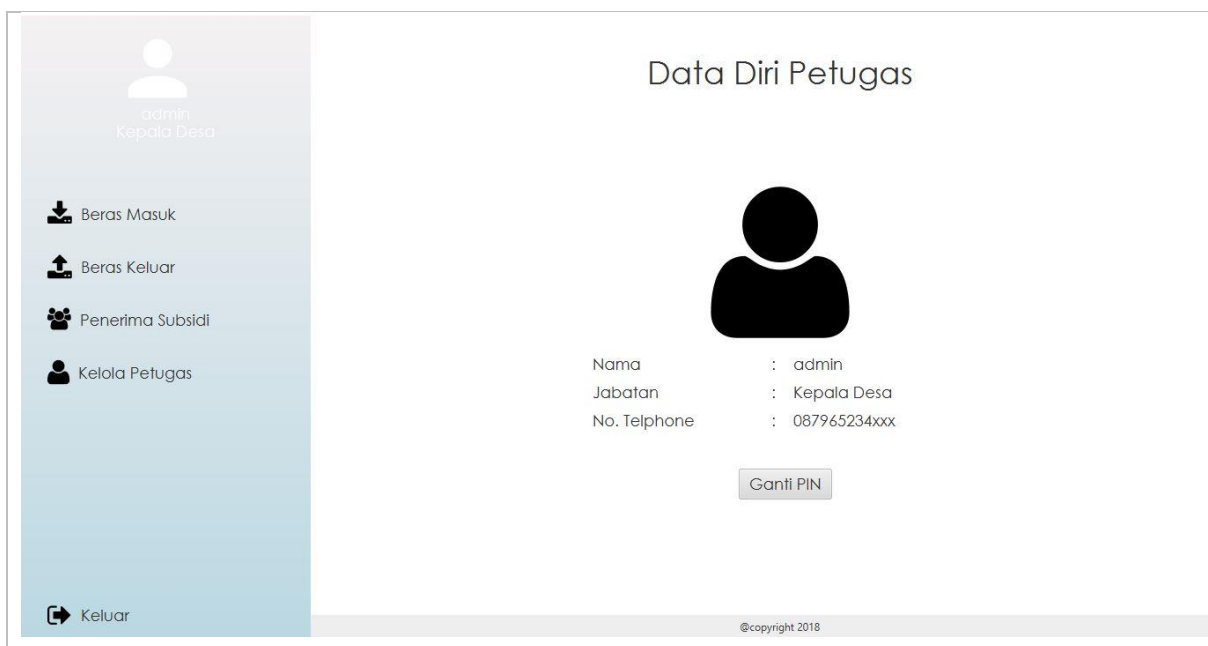 admin
Kepala Desa
Beras Masuk
Beras Keluar
Penerima Subsidi
Kelola Petugas
Keluar
Data Diri Petugas
Nama : admin
Jabatan : Kepala Desa
No. Telphone : 087965234xxx
Ganti PIN
@copyright 2018